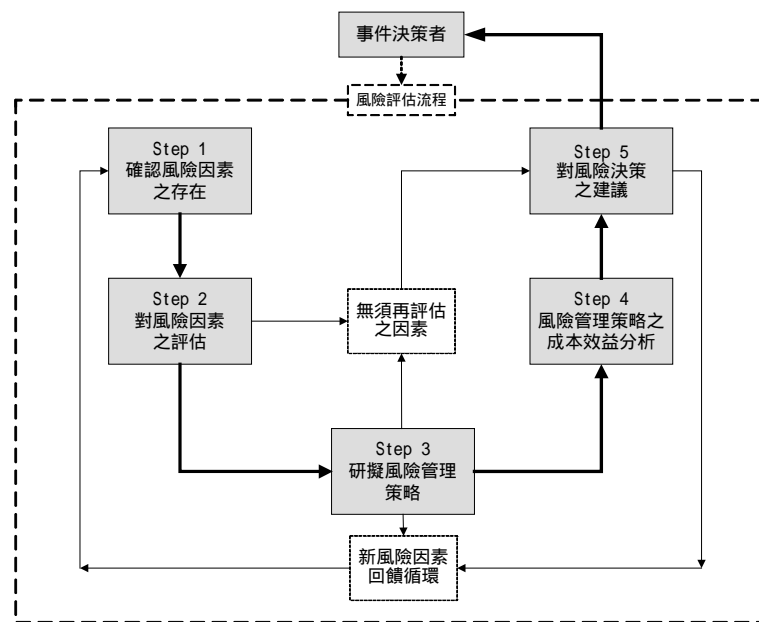 事件決策者
風險評估流程
Step 1
確認風險因素
之存在
Step 5
對風險決策
之建議
Step 2
對風險因素
之評估
無須再評估
之因素
Step 4
風險管理策略之
成本效益分析
Step 3
研擬風險管理
策略
新風險因素
回饋循環